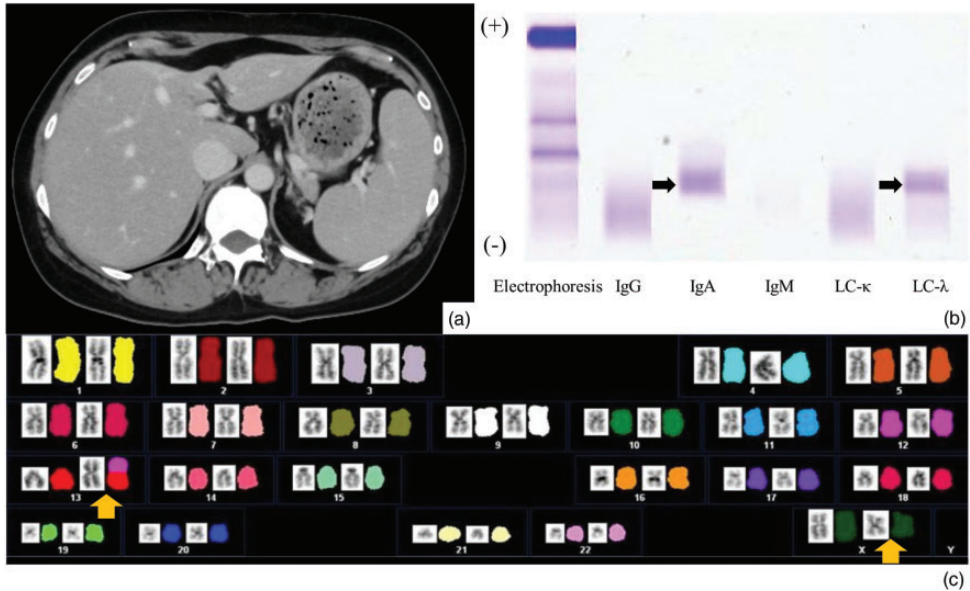 (+)
(-)
Electrophoresis IgG IgA IgM LC-κ LC-λ
(a)
(b)
1 2 3 4 5
6 7 8 9 10 11 12
13 14 15 16 17 18
19 20 21 22 X Y
(c)